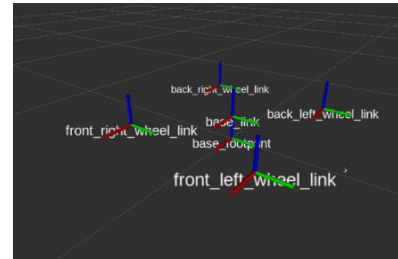 back_right_wheel_link
back_left_wheel_link
base_link
front_right_wheel_link
base_footprint
front_left_wheel_link